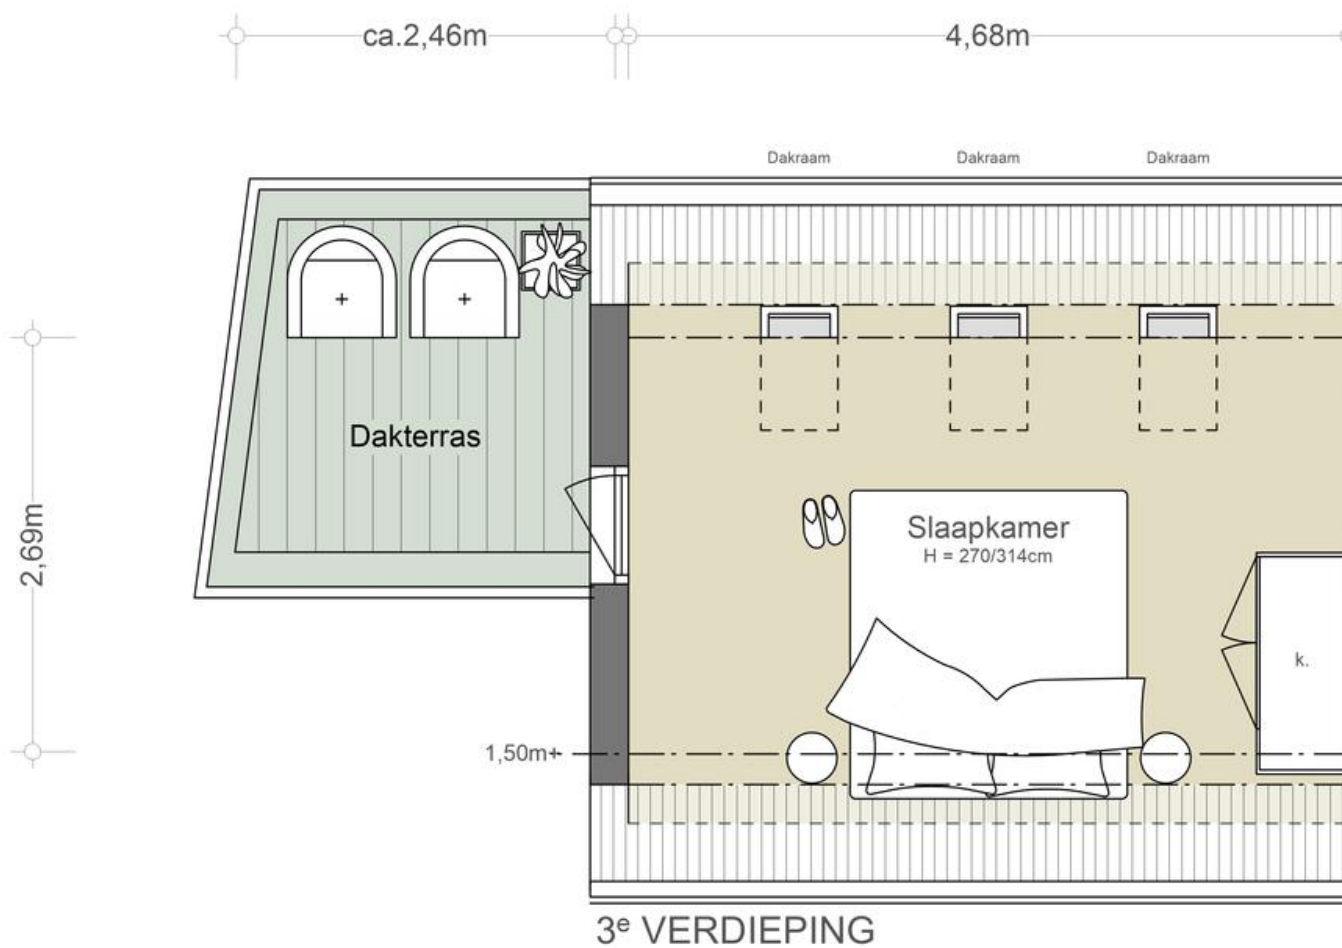 ca.2,46m
4,68m
Dakraam
Dakraam
Dakraam
Dakterras
2,69m
Slaapkamer
H = 270/314cm
k.
1,50m+
3e VERDIEPING